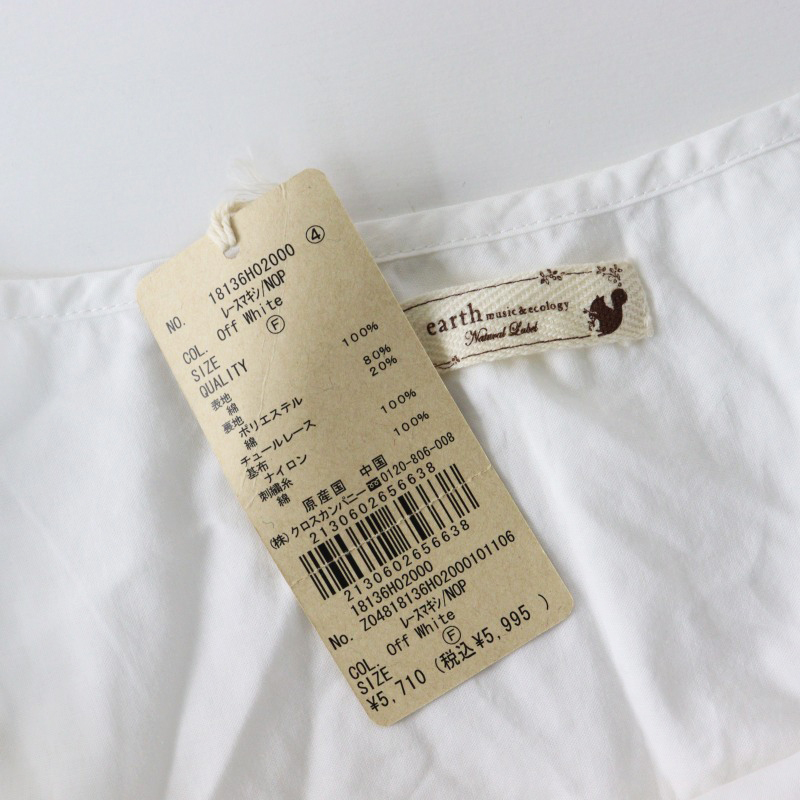 ④
NO. 18136H02000
レースマキシ/NOP
COL. Off White
SIZE Ⓕ
QUALITY
表地
綿 100%
裏地
ポリエステル 80%
綿 20%
チュールレース
基布
ナイロン 100%
刺繍糸
綿 100%
原産国 中国
(株)クロスカンパニー ☎0120-806-008
2130602656638
2130602656638
18136H02000
No. Z04818136H02000101106
レースマキシ/NOP
COL. Off White
SIZE Ⓕ
¥5,710 (税込¥5,995)
earth music&ecology
Natural Label